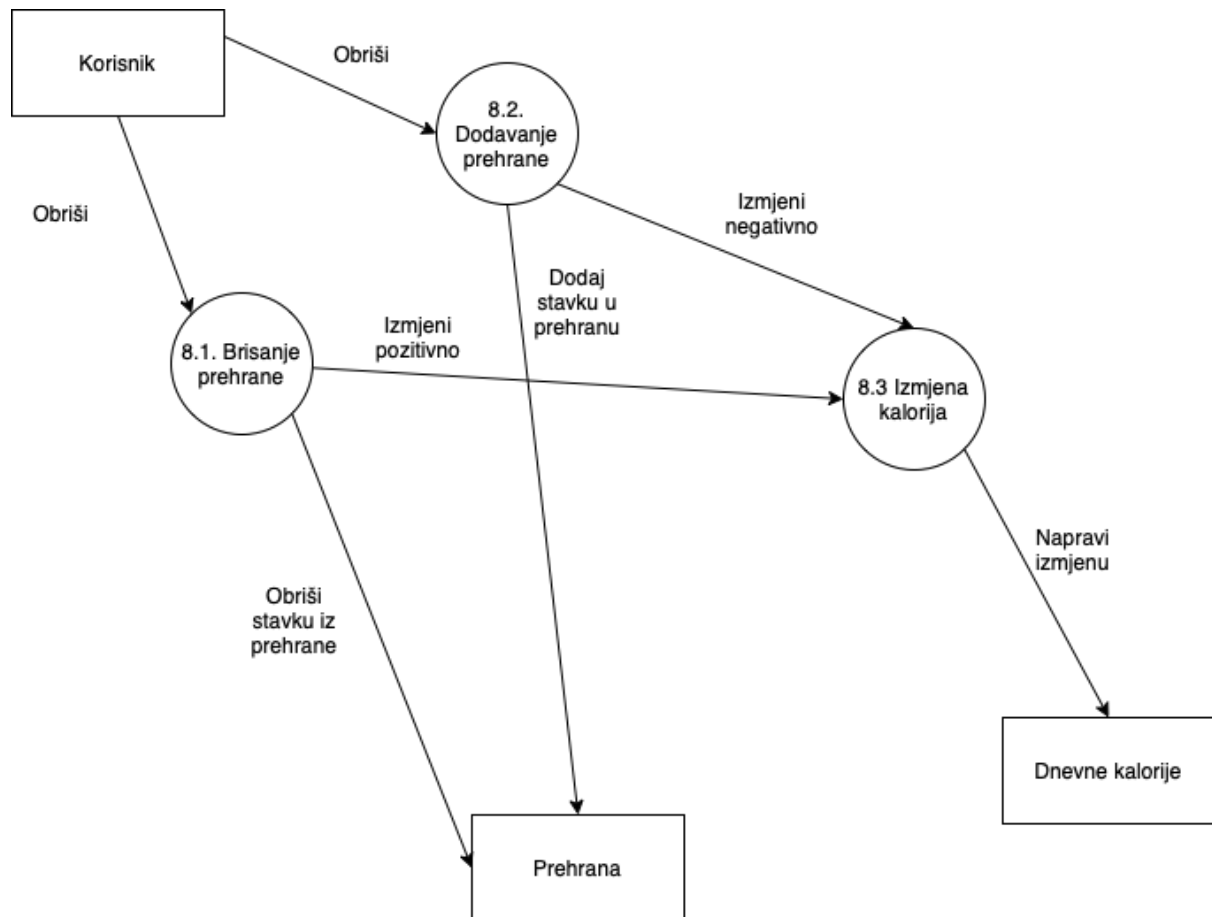 Korisnik
Obriši
8.2.
Dodavanje
prehrane
Obriši
Izmjeni
negativno
Dodaj
stavku u
prehranu
Izmjeni
pozitivno
8.1. Brisanje
prehrane
8.3 Izmjena
kalorija
Obriši
stavku iz
prehrane
Napravi
izmjenu
Dnevne kalorije
Prehrana